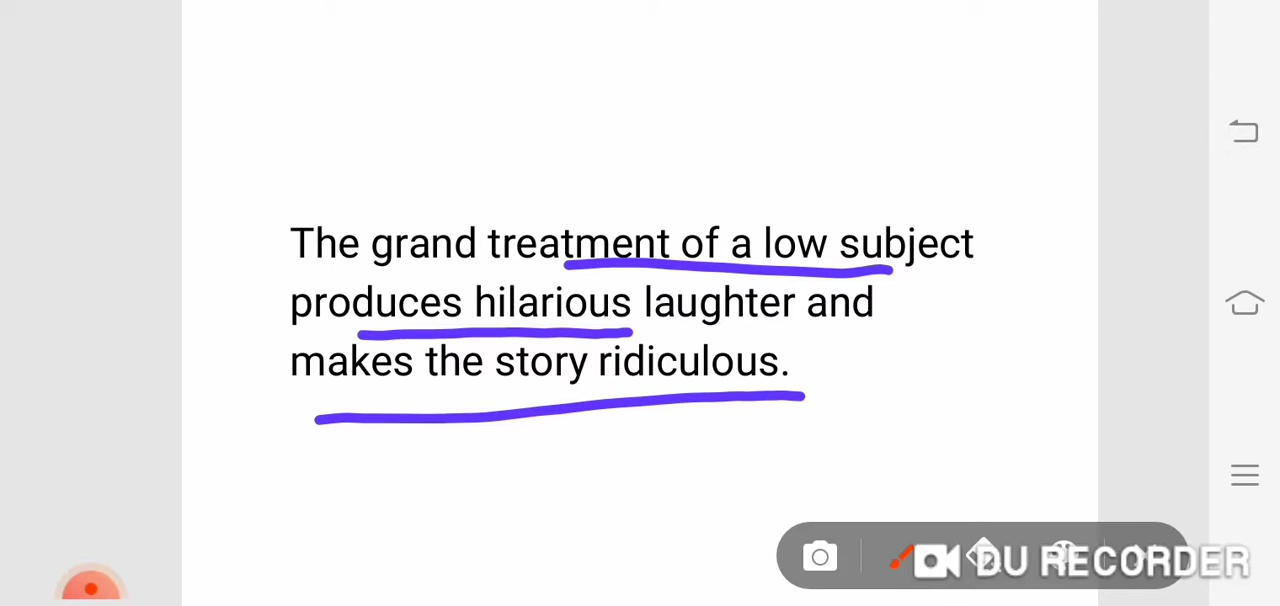 The grand treatment of a low subject
produces hilarious laughter and
makes the story ridiculous.
DU RECORDER